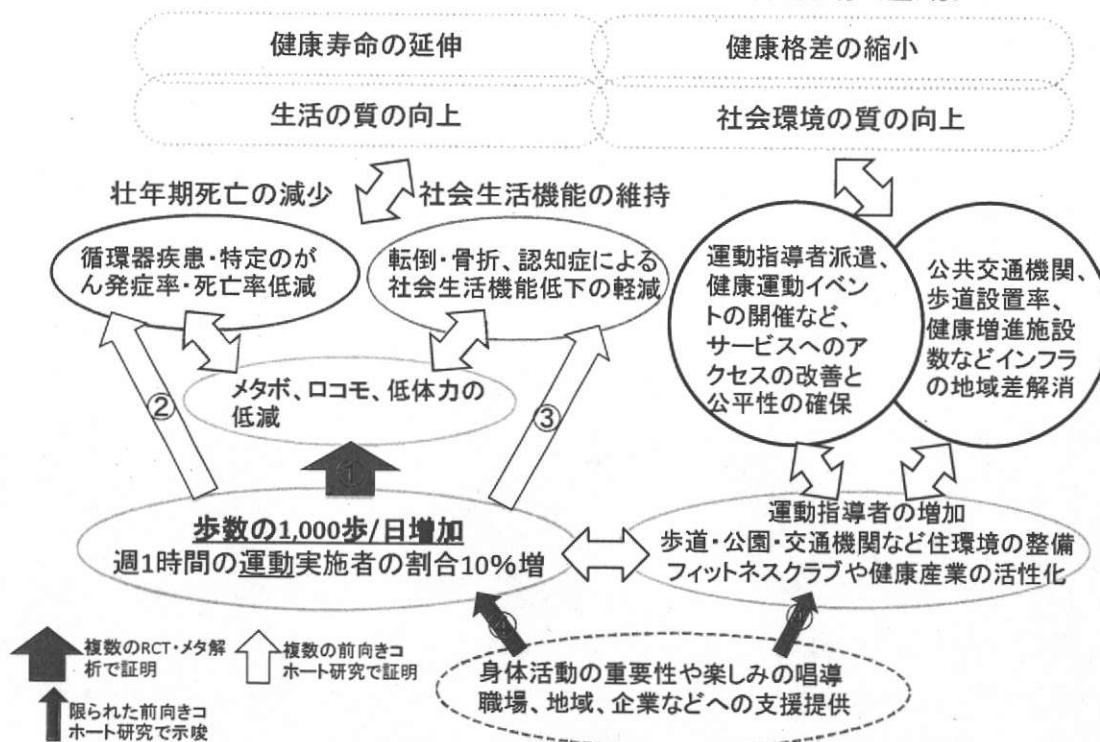 健康寿命の延伸
健康格差の縮小
生活の質の向上
社会環境の質の向上
壮年期死亡の減少
社会生活機能の維持
循環器疾患・特定のが
ん発症率・死亡率低減
転倒・骨折、認知症による
社会生活機能低下の軽減
運動指導者派遣、
健康運動イベン
トの開催など、
サービスへのア
クセスの改善と
公平性の確保
公共交通機関、
歩道設置率、
健康増進施設
数などインフラ
の地域差解消
メタボ、ロコモ、低体力の
低減
②
③
①
歩数の1,000歩/日増加
週1時間の運動実施者の割合10%増
運動指導者の増加
歩道・公園・交通機関など住環境の整備
フィットネスクラブや健康産業の活性化
身体活動の重要性や楽しみの唱導
職場、地域、企業などへの支援提供
複数のRCT・メタ解
析で証明
複数の前向きコ
ホート研究で証明
限られた前向きコ
ホート研究で示唆